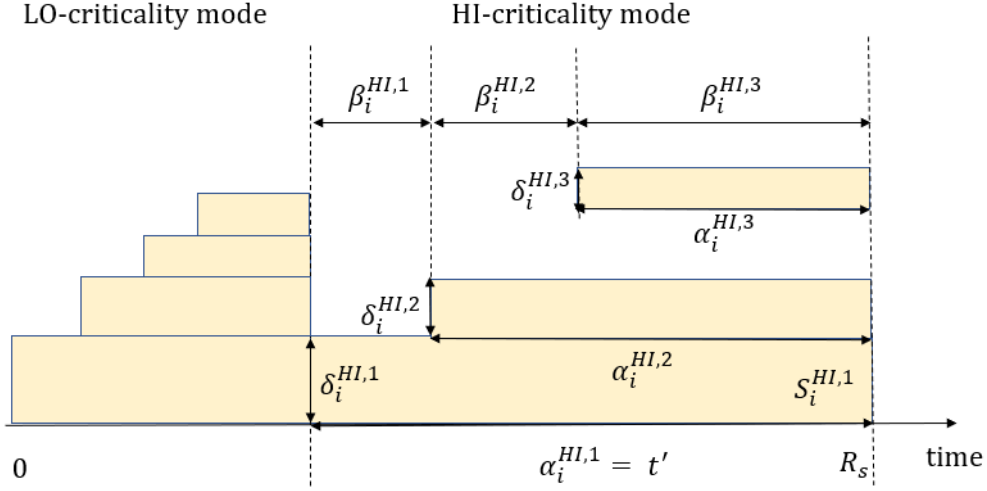 LO-criticality mode
HI-criticality mode
β_i^{HI,1}
β_i^{HI,2}
β_i^{HI,3}
δ_i^{HI,3}
α_i^{HI,3}
δ_i^{HI,2}
α_i^{HI,2}
δ_i^{HI,1}
S_i^{HI,1}
0
α_i^{HI,1} = t′
R_s
time